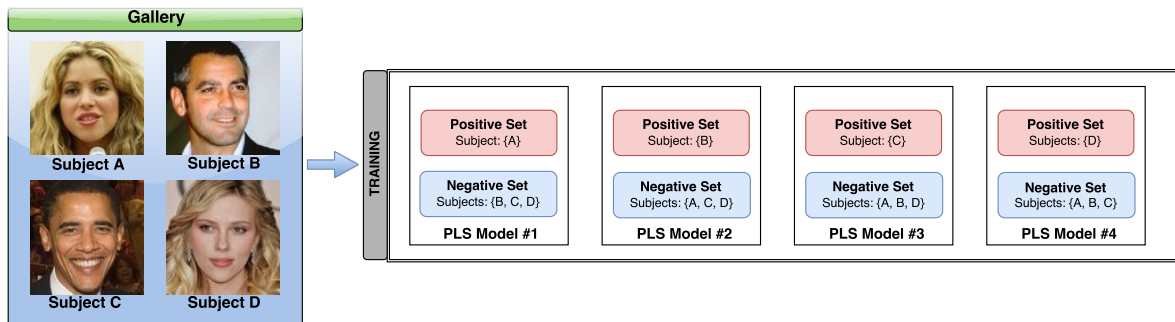 Gallery
Subject A
Subject B
Subject C
Subject D
TRAINING
Positive Set
Subject: {A}
Negative Set
Subjects: {B, C, D}
PLS Model #1
Positive Set
Subject: {B}
Negative Set
Subjects: {A, C, D}
PLS Model #2
Positive Set
Subject: {C}
Negative Set
Subjects: {A, B, D}
PLS Model #3
Positive Set
Subjects: {D}
Negative Set
Subjects: {A, B, C}
PLS Model #4